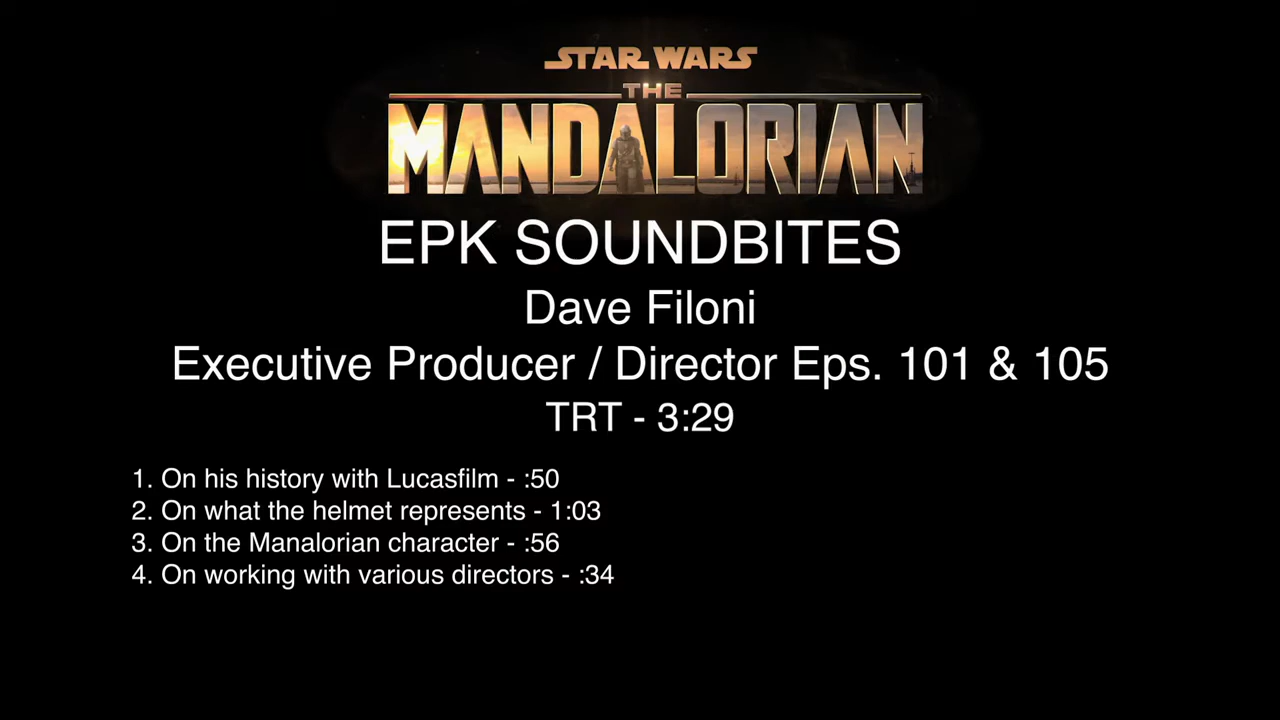 STAR WARS
THE
MANDALORIAN
EPK SOUNDBITES
Dave Filoni
Executive Producer / Director Eps. 101 & 105
TRT - 3:29
1. On his history with Lucasfilm - :50
2. On what the helmet represents - 1:03
3. On the Manalorian character - :56
4. On working with various directors - :34